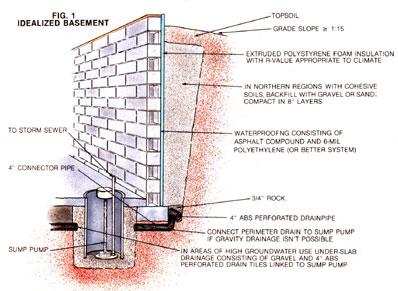 FIG. 1
IDEALIZED BASEMENT
TOPSOIL
GRADE SLOPE ≥ 1:15
EXTRUDED POLYSTYRENE FOAM INSULATION
WITH R-VALUE APPROPRIATE TO CLIMATE
IN NORTHERN REGIONS WITH COHESIVE
SOILS, BACKFILL WITH GRAVEL OR SAND;
COMPACT IN 8" LAYERS
TO STORM SEWER
WATERPROOFNG CONSISTING OF
ASPHALT COMPOUND AND 6-MIL
POLYETHYLENE (OR BETTER SYSTEM)
4" CONNECTOR PIPE
3/4" ROCK
4" ABS PERFORATED DRAINPIPE
CONNECT PERIMETER DRAIN TO SUMP PUMP
IF GRAVITY DRAINAGE ISN'T POSSIBLE
SUMP PUMP
IN AREAS OF HIGH GROUNDWATER USE UNDER-SLAB
DRAINAGE CONSISTING OF GRAVEL AND 4" ABS
PERFORATED DRAIN TILES LINKED TO SUMP PUMP